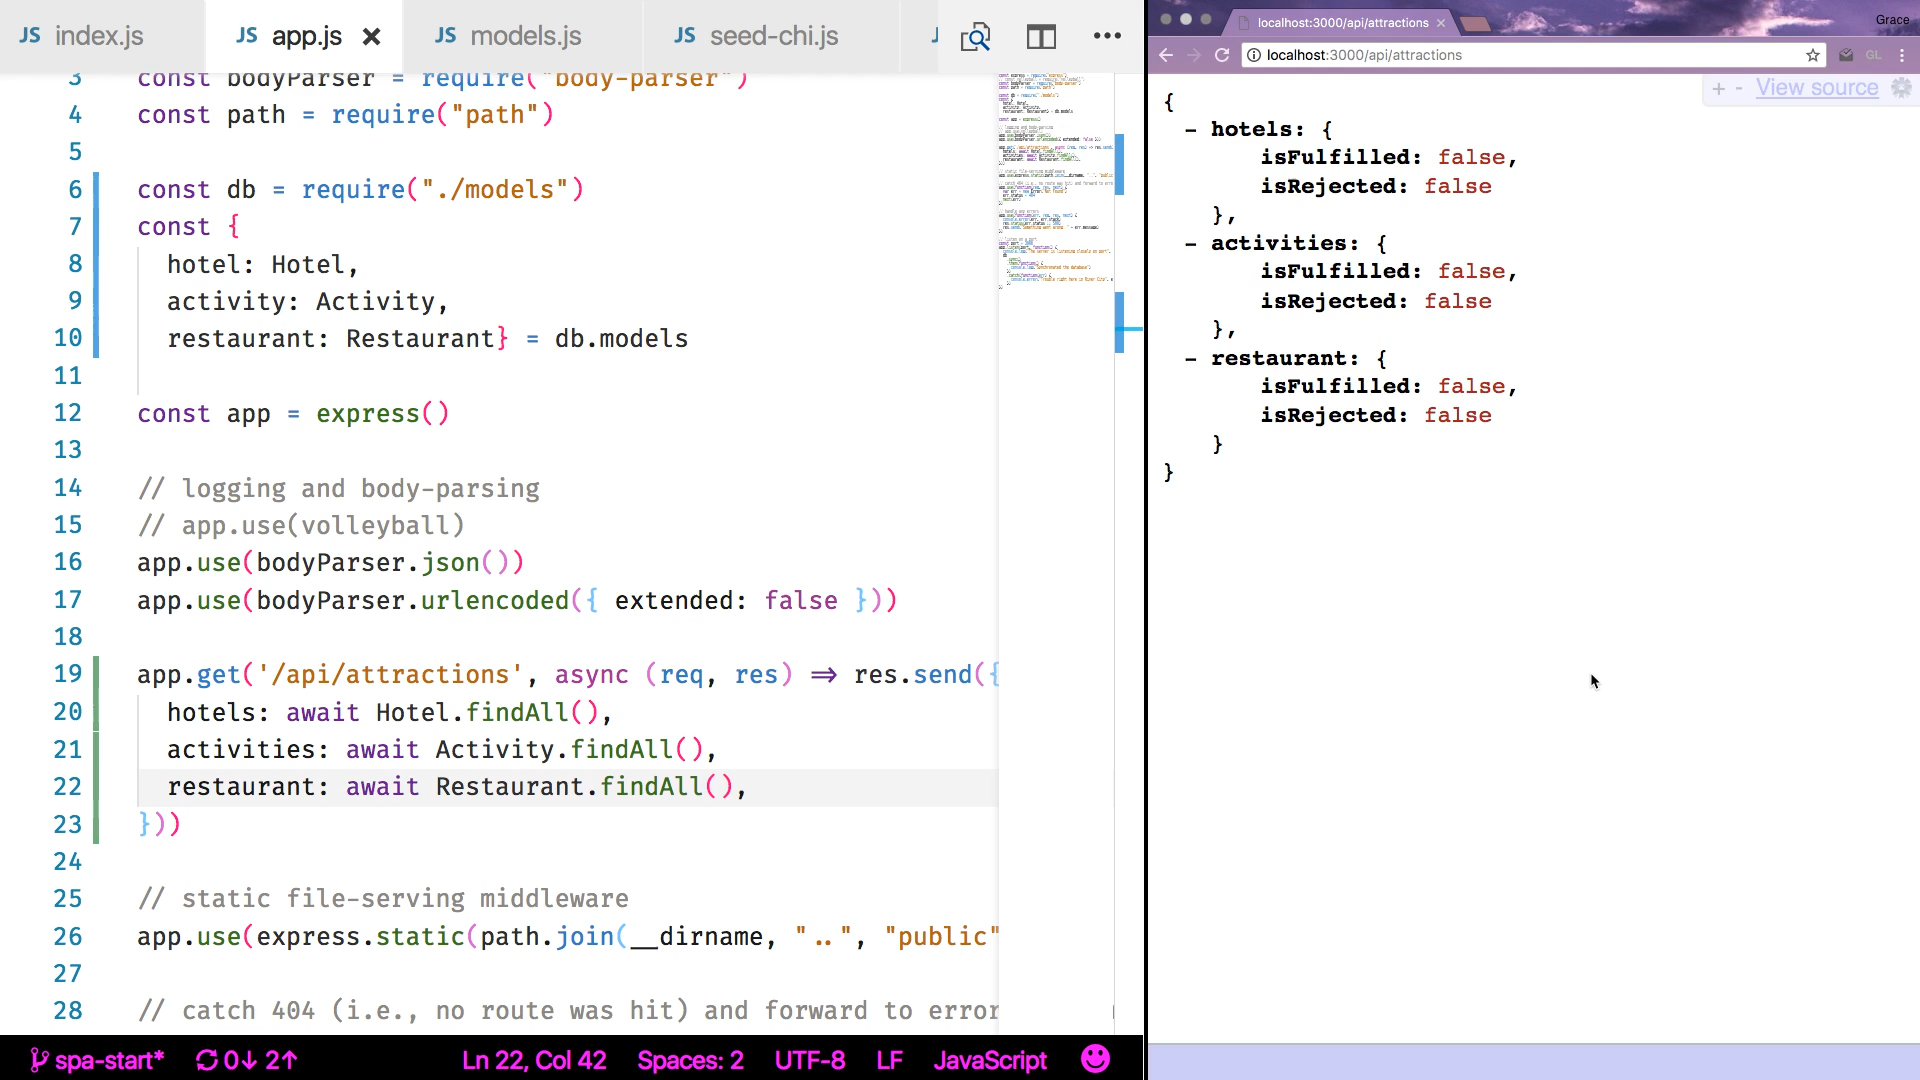 JS index.js
JS app.js
JS models.js
JS seed-chi.js
3 const bodyParser = require("body-parser")
4 const path = require("path")
5
6 const db = require("./models")
7 const {
8 hotel: Hotel,
9 activity: Activity,
10 restaurant: Restaurant} = db.models
11
12 const app = express()
13
14 // logging and body-parsing
15 // app.use(volleyball)
16 app.use(bodyParser.json())
17 app.use(bodyParser.urlencoded({ extended: false }))
18
19 app.get('/api/attractions', async (req, res) ⇒ res.send({
20 hotels: await Hotel.findAll(),
21 activities: await Activity.findAll(),
22 restaurant: await Restaurant.findAll(),
23 }))
24
25 // static file-serving middleware
26 app.use(express.static(path.join(__dirname, "..", "public"
27
28 // catch 404 (i.e., no route was hit) and forward to error
spa-start* 0↓ 2↑ Ln 22, Col 42 Spaces: 2 UTF-8 LF JavaScript
localhost:3000/api/attractions
Grace
localhost:3000/api/attractions
GL
+ - View source
{
- hotels: {
isFulfilled: false,
isRejected: false
},
- activities: {
isFulfilled: false,
isRejected: false
},
- restaurant: {
isFulfilled: false,
isRejected: false
}
}